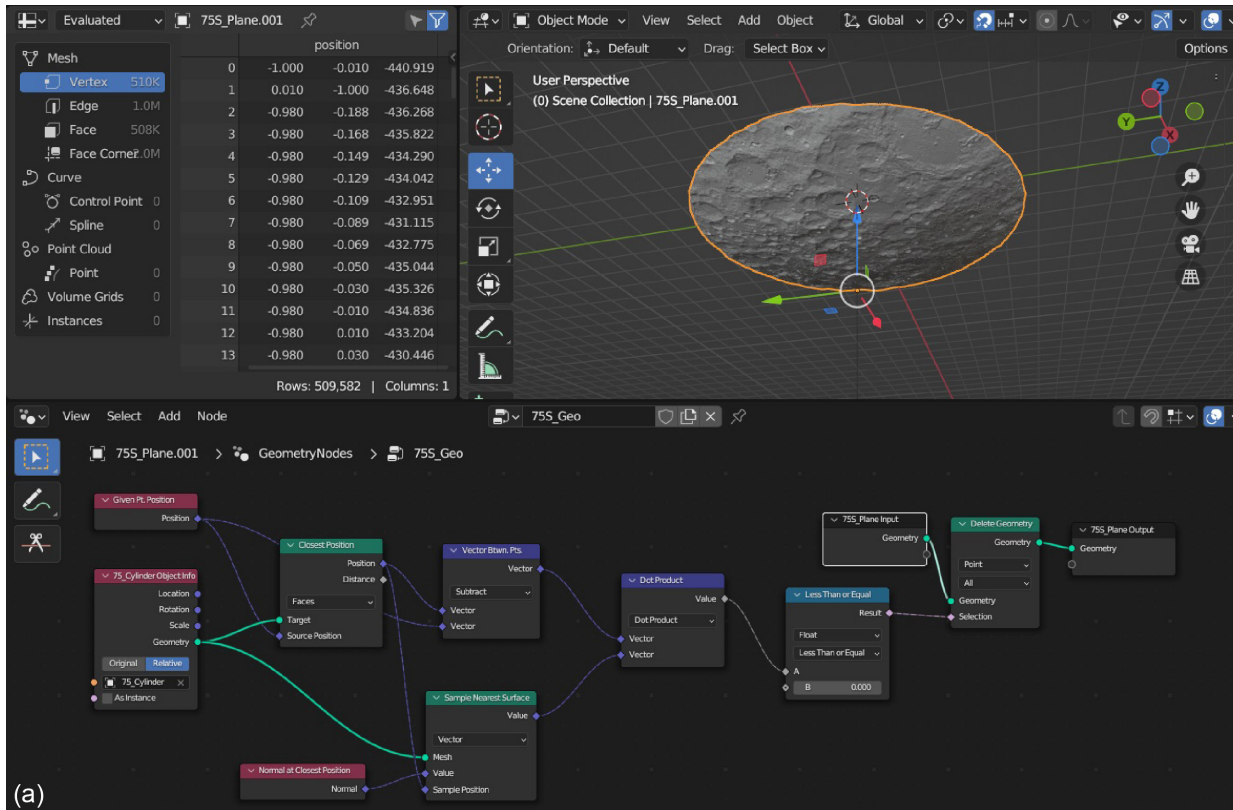 Evaluated 75S_Plane.001
position
Mesh
Vertex 510K
Edge 1.0M
Face 508K
Face Corner 2.0M
Curve
Control Point 0
Spline 0
Point Cloud
Point 0
Volume Grids 0
Instances 0
0 -1.000 -0.010 -440.919
1 0.010 -1.000 -436.648
2 -0.980 -0.188 -436.268
3 -0.980 -0.168 -435.822
4 -0.980 -0.149 -434.290
5 -0.980 -0.129 -434.042
6 -0.980 -0.109 -432.951
7 -0.980 -0.089 -431.115
8 -0.980 -0.069 -432.775
9 -0.980 -0.050 -435.044
10 -0.980 -0.030 -435.326
11 -0.980 -0.010 -434.836
12 -0.980 0.010 -433.204
13 -0.980 0.030 -430.446
Rows: 509,582 | Columns: 1
Object Mode View Select Add Object Global
Orientation: Default Drag: Select Box Options
User Perspective
(0) Scene Collection | 75S_Plane.001
Z
Y
X
View Select Add Node 75S_Geo
75S_Plane.001 > GeometryNodes > 75S_Geo
Given Pt. Position
Position
75_Cylinder Object Info
Location
Rotation
Scale
Geometry
Original Relative
75_Cylinder
As Instance
Closest Position
Position
Distance
Faces
Target
Source Position
Normal at Closest Position
Normal
Vector Btwn. Pts.
Vector
Subtract
Vector
Vector
Sample Nearest Surface
Value
Vector
Mesh
Value
Sample Position
Dot Product
Value
Dot Product
Vector
Vector
Less Than or Equal
Result
Float
Less Than or Equal
A
B 0.000
75S_Plane Input
Geometry
Delete Geometry
Geometry
Point
All
Geometry
Selection
75S_Plane Output
Geometry
(a)